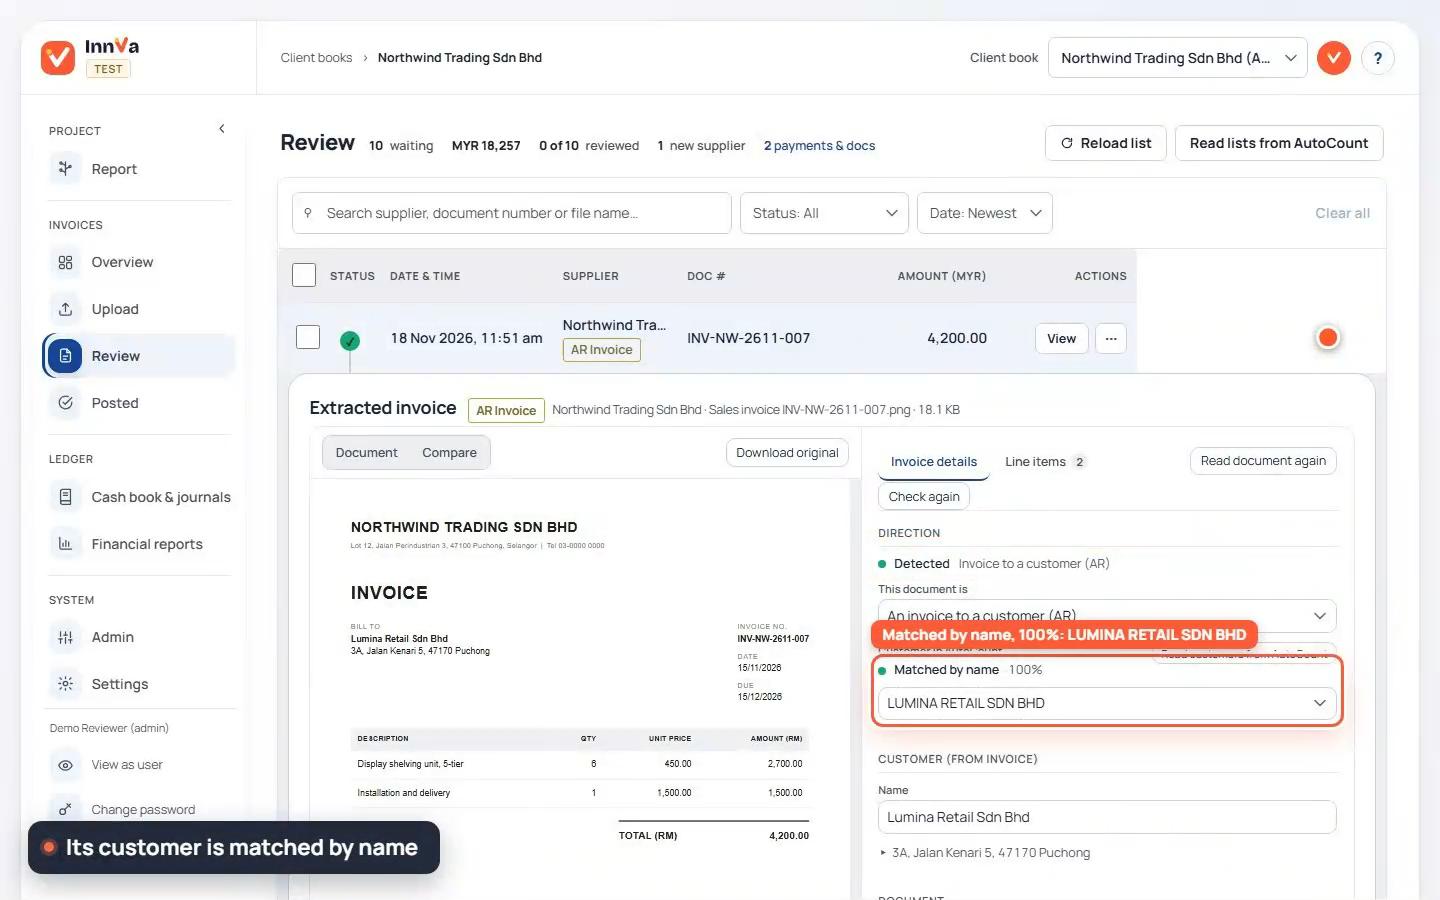 InnVa
TEST
Client books › Northwind Trading Sdn Bhd
Client book
Northwind Trading Sdn Bhd (A...
?
PROJECT
Report
INVOICES
Overview
Upload
Review
Posted
LEDGER
Cash book & journals
Financial reports
SYSTEM
Admin
Settings
Demo Reviewer (admin)
View as user
Change password
Review 10 waiting MYR 18,257 0 of 10 reviewed 1 new supplier 2 payments & docs
Reload list
Read lists from AutoCount
Search supplier, document number or file name...
Status: All
Date: Newest
Clear all
STATUS DATE & TIME SUPPLIER DOC # AMOUNT (MYR) ACTIONS
18 Nov 2026, 11:51 am Northwind Tra... INV-NW-2611-007 4,200.00 View ...
AR Invoice
Extracted invoice AR Invoice Northwind Trading Sdn Bhd · Sales invoice INV-NW-2611-007.png · 18.1 KB
Document Compare Download original
NORTHWIND TRADING SDN BHD
Lot 12, Jalan Perindustrian 3, 47100 Puchong, Selangor | Tel 03-0000 0000
INVOICE
BILL TO
Lumina Retail Sdn Bhd
3A, Jalan Kenari 5, 47170 Puchong
INVOICE NO.
INV-NW-2611-007
DATE
15/11/2026
DUE
15/12/2026
DESCRIPTION QTY UNIT PRICE AMOUNT (RM)
Display shelving unit, 5-tier 6 450.00 2,700.00
Installation and delivery 1 1,500.00 1,500.00
TOTAL (RM) 4,200.00
Invoice details Line items 2 Read document again
Check again
DIRECTION
Detected Invoice to a customer (AR)
This document is
An invoice to a customer (AR)
Matched by name, 100%: LUMINA RETAIL SDN BHD
Matched by name 100%
LUMINA RETAIL SDN BHD
CUSTOMER (FROM INVOICE)
Name
Lumina Retail Sdn Bhd
3A, Jalan Kenari 5, 47170 Puchong
Its customer is matched by name